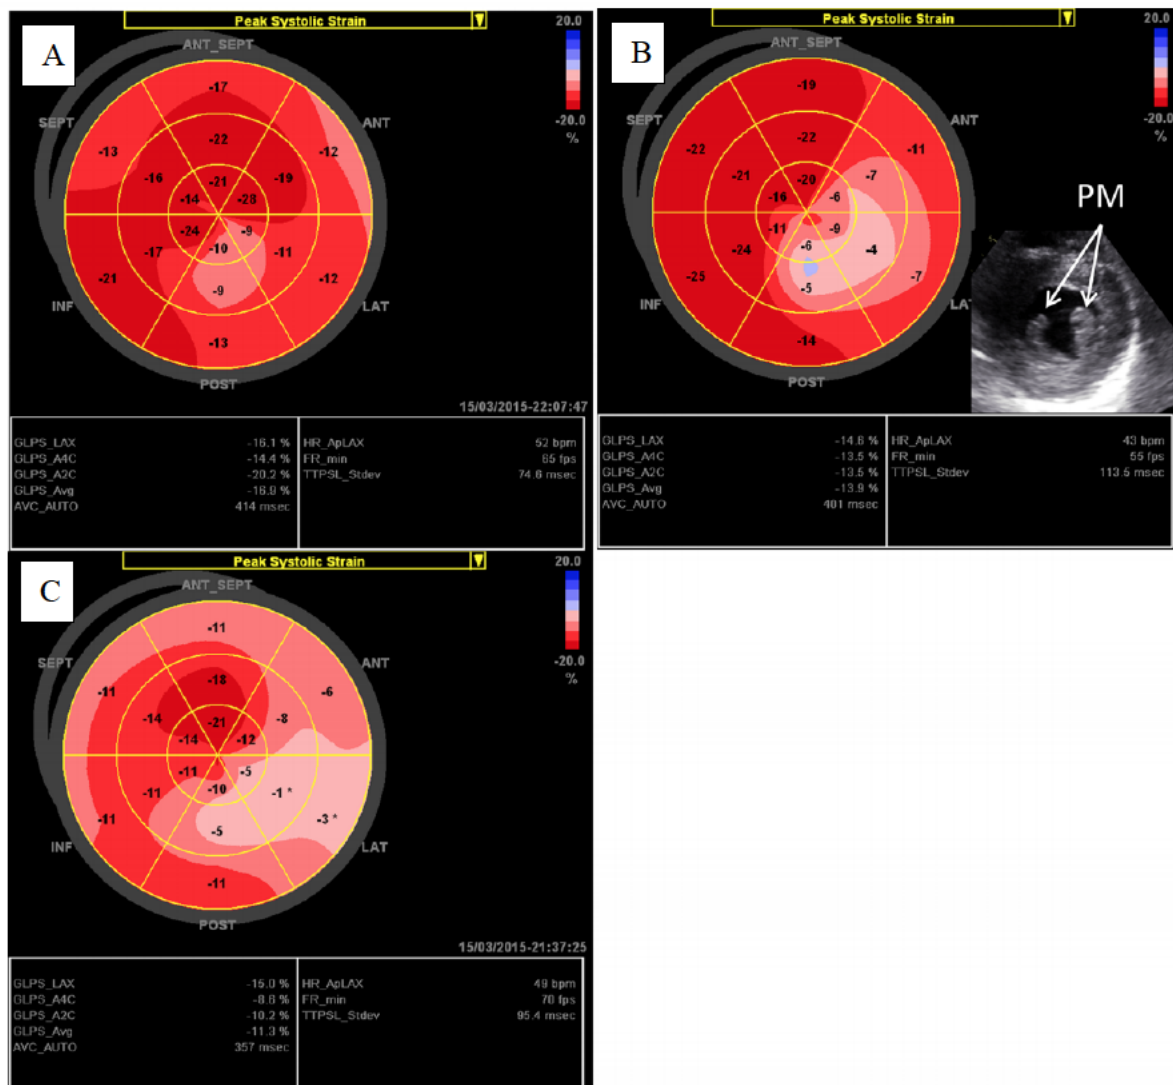 A
Peak Systolic Strain
20.0
-20.0
%
ANT_SEPT
SEPT
ANT
INF
LAT
POST
-17
-13
-12
-22
-16
-19
-21
-14
-28
-24
-9
-10
-17
-11
-21
-9
-12
-13
15/03/2015-22:07:47
GLPS_LAX -16.1 %
GLPS_A4C -14.4 %
GLPS_A2C -20.2 %
GLPS_Avg -16.9 %
AVC_AUTO 414 msec
HR_ApLAX 52 bpm
FR_min 65 fps
TTPSL_Stdev 74.6 msec
B
Peak Systolic Strain
20.0
-20.0
%
ANT_SEPT
SEPT
ANT
INF
LAT
POST
-19
-22
-11
-22
-21
-7
-20
-16
-6
-11
-9
-6
-24
-4
-25
-5
-7
-14
PM
GLPS_LAX -14.6 %
GLPS_A4C -13.5 %
GLPS_A2C -13.5 %
GLPS_Avg -13.9 %
AVC_AUTO 401 msec
HR_ApLAX 43 bpm
FR_min 55 fps
TTPSL_Stdev 113.5 msec
C
Peak Systolic Strain
20.0
-20.0
%
ANT_SEPT
SEPT
ANT
INF
LAT
POST
-11
-11
-6
-18
-14
-8
-21
-14
-12
-11
-5
-10
-11
-1 *
-11
-5
-3 *
-11
15/03/2015-21:37:25
GLPS_LAX -15.0 %
GLPS_A4C -8.6 %
GLPS_A2C -10.2 %
GLPS_Avg -11.3 %
AVC_AUTO 357 msec
HR_ApLAX 49 bpm
FR_min 70 fps
TTPSL_Stdev 95.4 msec